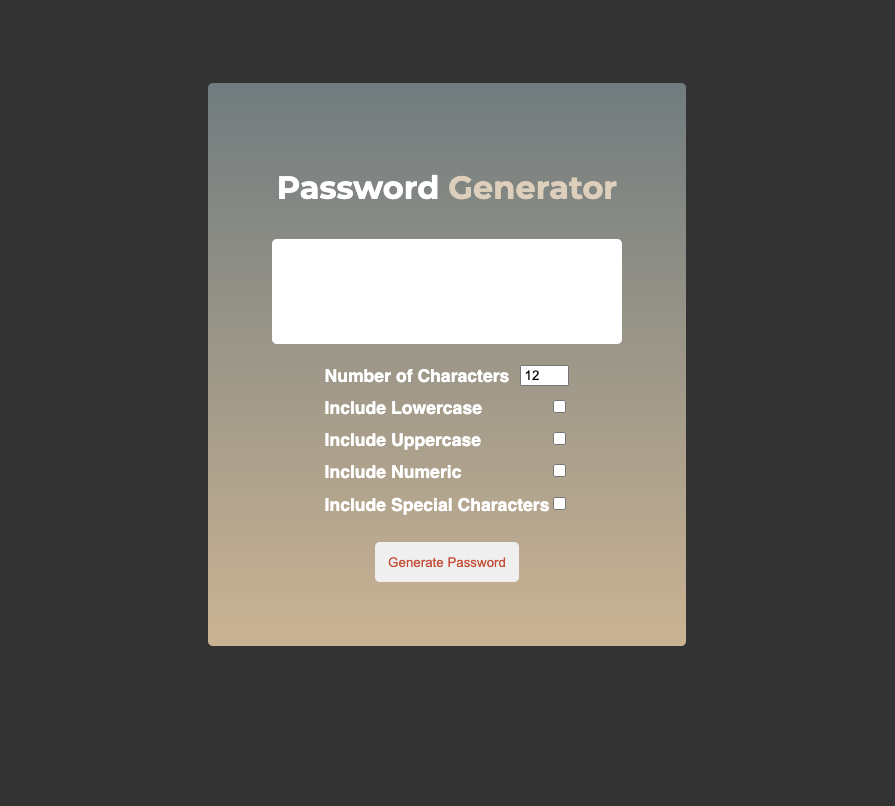 Password Generator
Number of Characters 12
Include Lowercase
Include Uppercase
Include Numeric
Include Special Characters
Generate Password